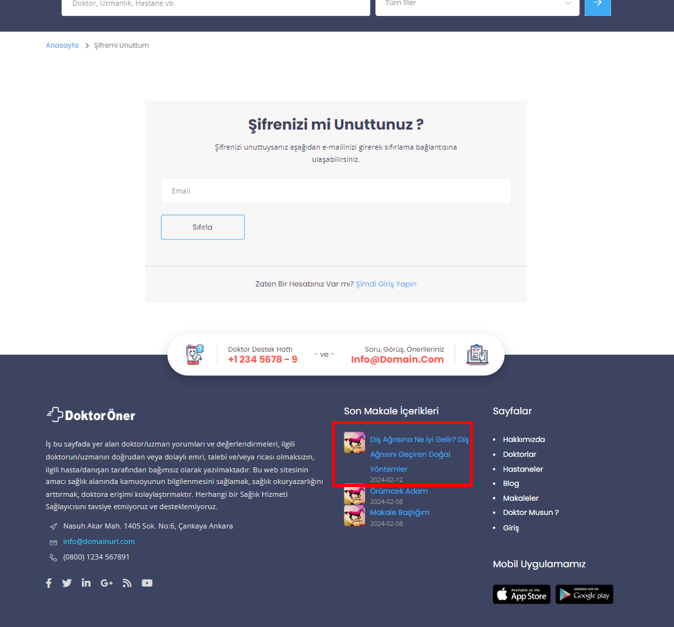 Doktor, Uzmanlık, Hastane vb.
Tüm İller
Anasayfa > Şifremi Unuttum
Şifrenizi mi Unuttunuz ?
Şifrenizi unuttuysanız aşağıdan e-mailinizi girerek sıfırlama bağlantısına
ulaşabilirsiniz.
Email
Sıfırla
Zaten Bir Hesabınız Var mı? Şimdi Giriş Yapın
Doktor Destek Hattı
+1 234 5678 - 9
- ve -
Soru, Görüş, Önerileriniz
Info@Domain.Com
DoktorÖner
İş bu sayfada yer alan doktor/uzman yorumları ve değerlendirmeleri, ilgili
doktorun/uzmanın doğrudan veya dolaylı emri, talebi ve/veya ricası olmaksızın,
ilgili hasta/danışan tarafından bağımsız olarak yazılmaktadır. Bu web sitesinin
amacı sağlık alanında kamuoyunun bilgilenmesini sağlamak, sağlık okuryazarlığını
arttırmak, doktora erişimi kolaylaştırmaktır. Herhangi bir Sağlık Hizmeti
Sağlayıcısını tavsiye etmiyoruz ve desteklemiyoruz.
Nasuh Akar Mah. 1405 Sok. No:6, Çankaya Ankara
info@domainurl.com
(0800) 1234 567891
Son Makale İçerikleri
Diş Ağrısına Ne İyi Gelir? Diş
Ağrısını Geçiren Doğal
Yöntemler
2024-02-12
Örümcek Adam
2024-02-08
Makale Başlığım
2024-02-08
Sayfalar
Hakkımızda
Doktorlar
Hastaneler
Blog
Makaleler
Doktor Musun ?
Giriş
Mobil Uygulamamız
Available on the
App Store
ANDROID APP ON
Google play